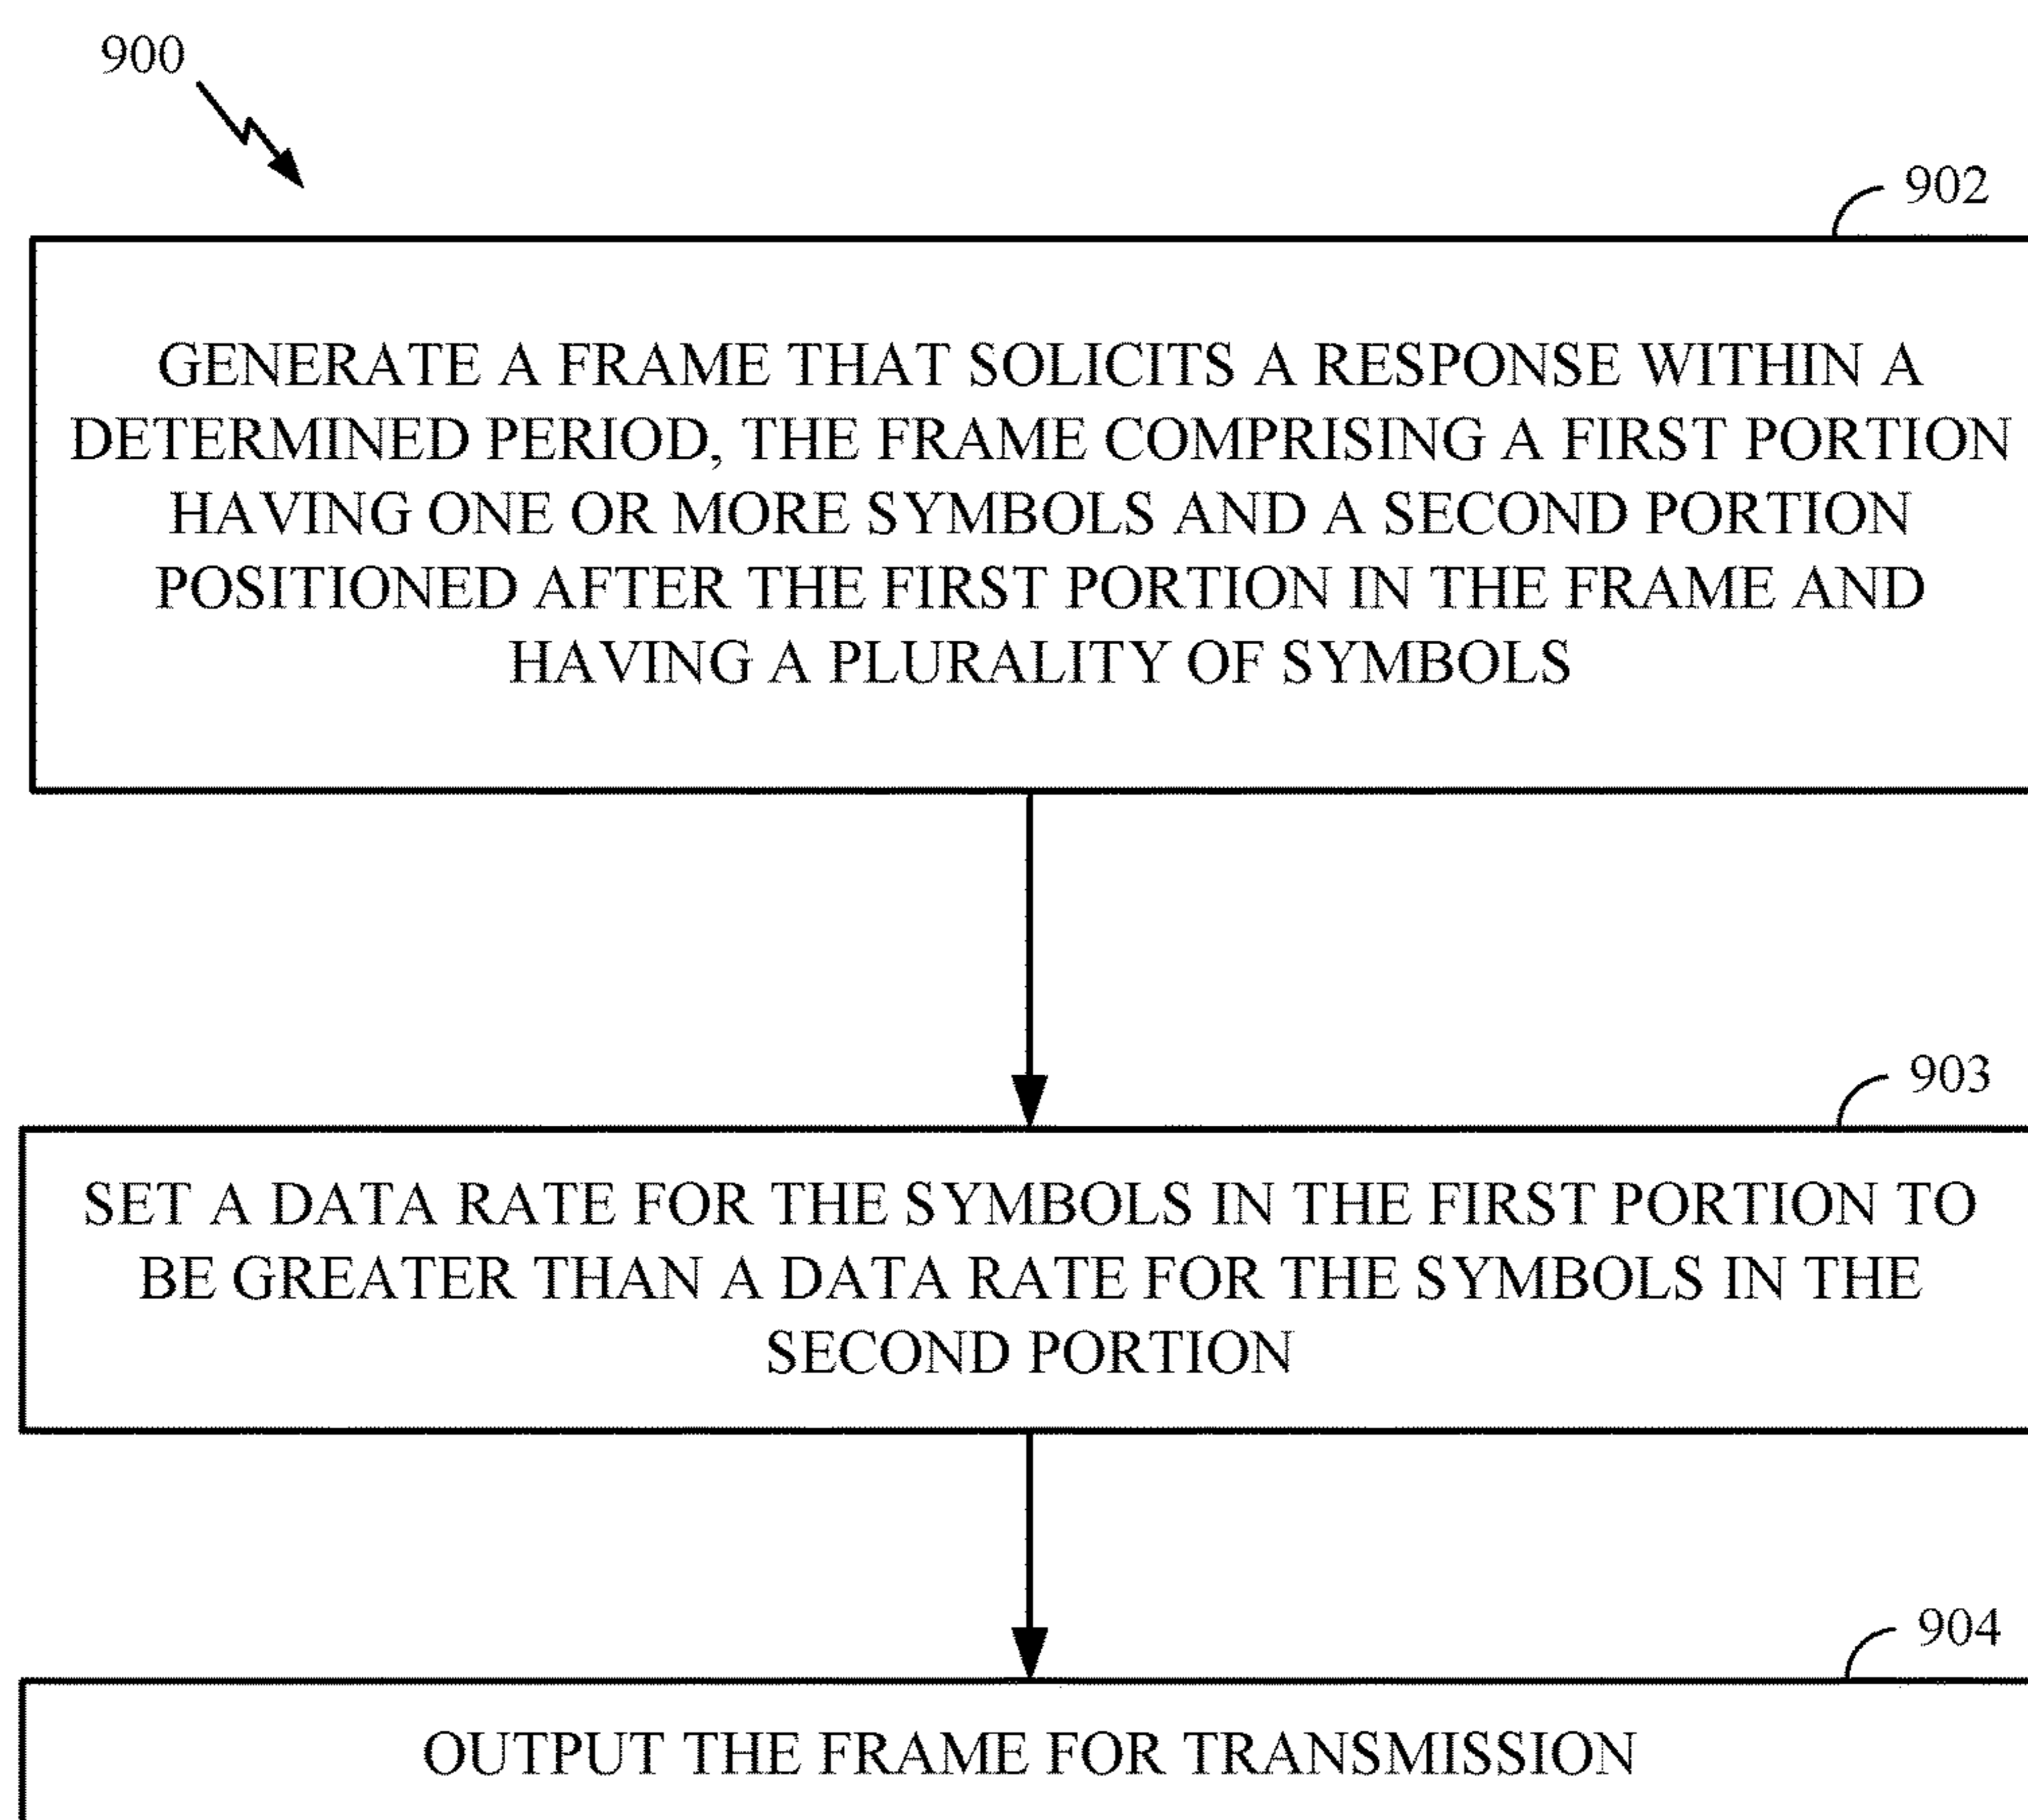 900
902
GENERATE A FRAME THAT SOLICITS A RESPONSE WITHIN A
DETERMINED PERIOD, THE FRAME COMPRISING A FIRST PORTION
HAVING ONE OR MORE SYMBOLS AND A SECOND PORTION
POSITIONED AFTER THE FIRST PORTION IN THE FRAME AND
HAVING A PLURALITY OF SYMBOLS
903
SET A DATA RATE FOR THE SYMBOLS IN THE FIRST PORTION TO
BE GREATER THAN A DATA RATE FOR THE SYMBOLS IN THE
SECOND PORTION
904
OUTPUT THE FRAME FOR TRANSMISSION